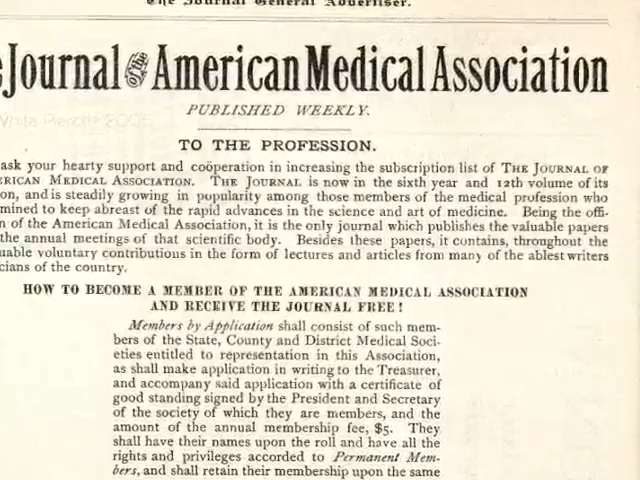 The Journal General Advertiser.
Journal of the American Medical Association
PUBLISHED WEEKLY.
TO THE PROFESSION.
ask your hearty support and coöperation in increasing the subscription list of THE JOURNAL OF
ERICAN MEDICAL ASSOCIATION. THE JOURNAL is now in the sixth year and 12th volume of its
on, and is steadily growing in popularity among those members of the medical profession who
mined to keep abreast of the rapid advances in the science and art of medicine. Being the offi-
n of the American Medical Association, it is the only journal which publishes the valuable papers
the annual meetings of that scientific body. Besides these papers, it contains, throughout the
uable voluntary contributions in the form of lectures and articles from many of the ablest writers
cians of the country.
HOW TO BECOME A MEMBER OF THE AMERICAN MEDICAL ASSOCIATION
AND RECEIVE THE JOURNAL FREE!
Members by Application shall consist of such mem-
bers of the State, County and District Medical Soci-
eties entitled to representation in this Association,
as shall make application in writing to the Treasurer,
and accompany said application with a certificate of
good standing signed by the President and Secretary
of the society of which they are members, and the
amount of the annual membership fee, $5. They
shall have their names upon the roll and have all the
rights and privileges accorded to Permanent Mem-
bers, and shall retain their membership upon the same